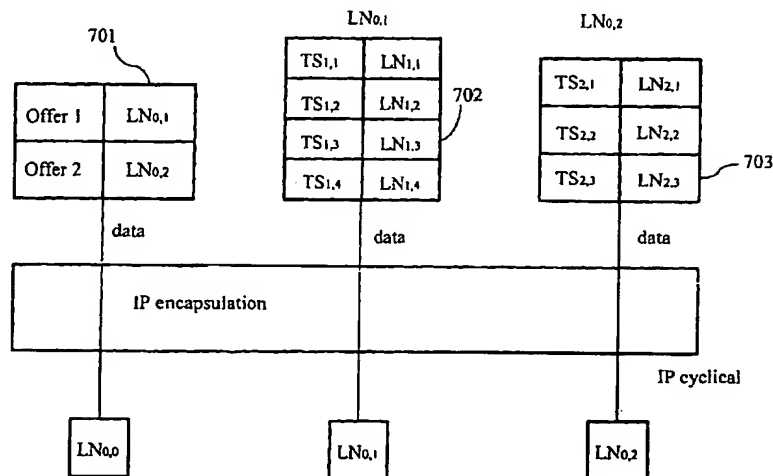 701
Offer 1 LN0,1
Offer 2 LN0,2
data
LN0,1
TS1,1 LN1,1
TS1,2 LN1,2
TS1,3 LN1,3
TS1,4 LN1,4
702
data
LN0,2
TS2,1 LN2,1
TS2,2 LN2,2
TS2,3 LN2,3
703
data
IP encapsulation
IP cyclical
LN0,0
LN0,1
LN0,2